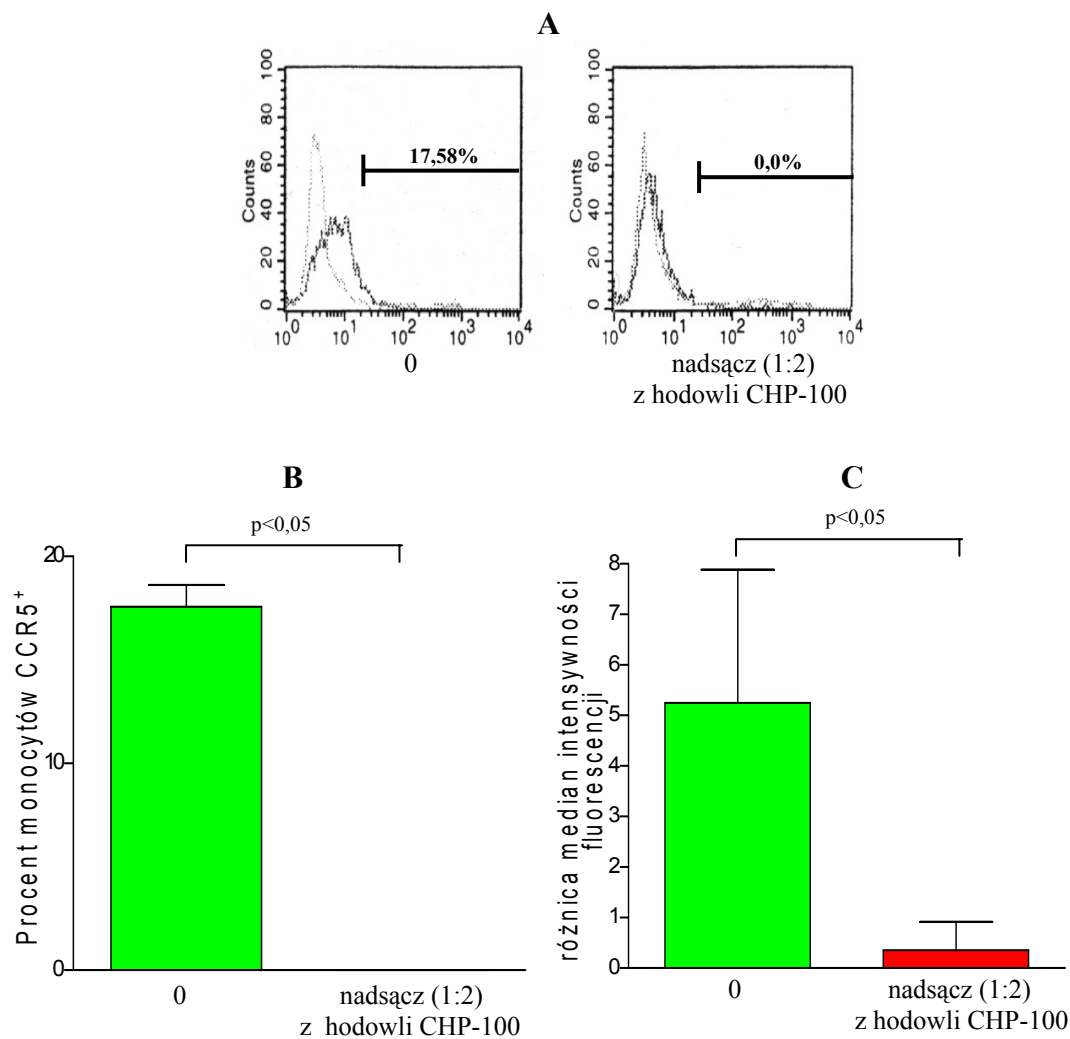 A
100
80
60
40
20
0
Counts
17,58%
10^0 10^1 10^2 10^3 10^4
0
100
80
60
40
20
0
Counts
0,0%
10^0 10^1 10^2 10^3 10^4
nadsącz (1:2)
z hodowli CHP-100
B
p<0,05
20
10
0
Procent monocytów CCR5⁺
0
nadsącz (1:2)
z hodowli CHP-100
C
p<0,05
8
7
6
5
4
3
2
1
0
różnica median intensywności
fluorescencji
0
nadsącz (1:2)
z hodowli CHP-100